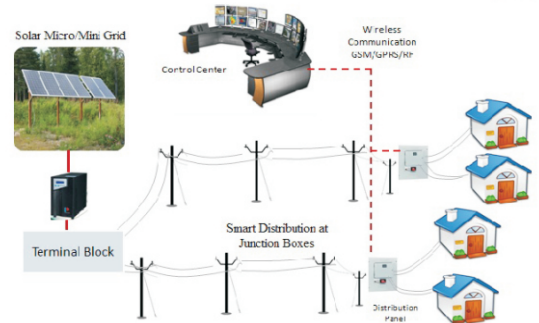 Solar Micro/Mini Grid
Control Center
Wireless
Communication
GSM/GPRS/RF
Smart Distribution at
Junction Boxes
Terminal Block
Distribution
Panel